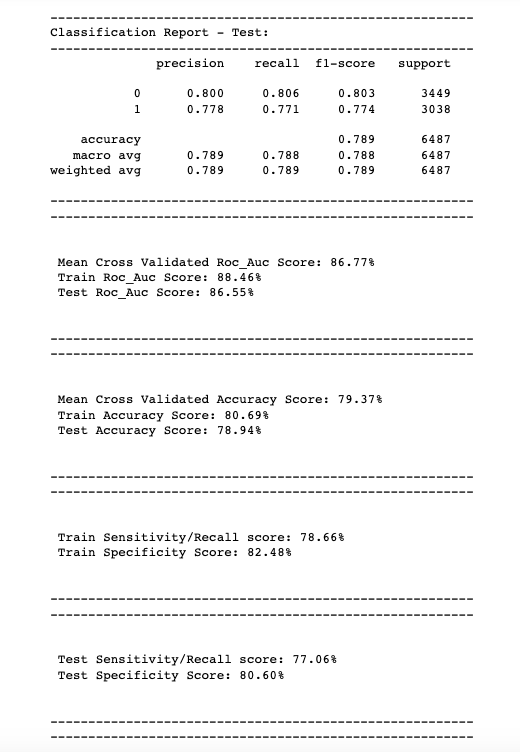 Classification Report - Test:
precision recall f1-score support
0 0.800 0.806 0.803 3449
1 0.778 0.771 0.774 3038
accuracy 0.789 6487
macro avg 0.789 0.788 0.788 6487
weighted avg 0.789 0.789 0.789 6487
Mean Cross Validated Roc_Auc Score: 86.77%
Train Roc_Auc Score: 88.46%
Test Roc_Auc Score: 86.55%
Mean Cross Validated Accuracy Score: 79.37%
Train Accuracy Score: 80.69%
Test Accuracy Score: 78.94%
Train Sensitivity/Recall score: 78.66%
Train Specificity Score: 82.48%
Test Sensitivity/Recall score: 77.06%
Test Specificity Score: 80.60%